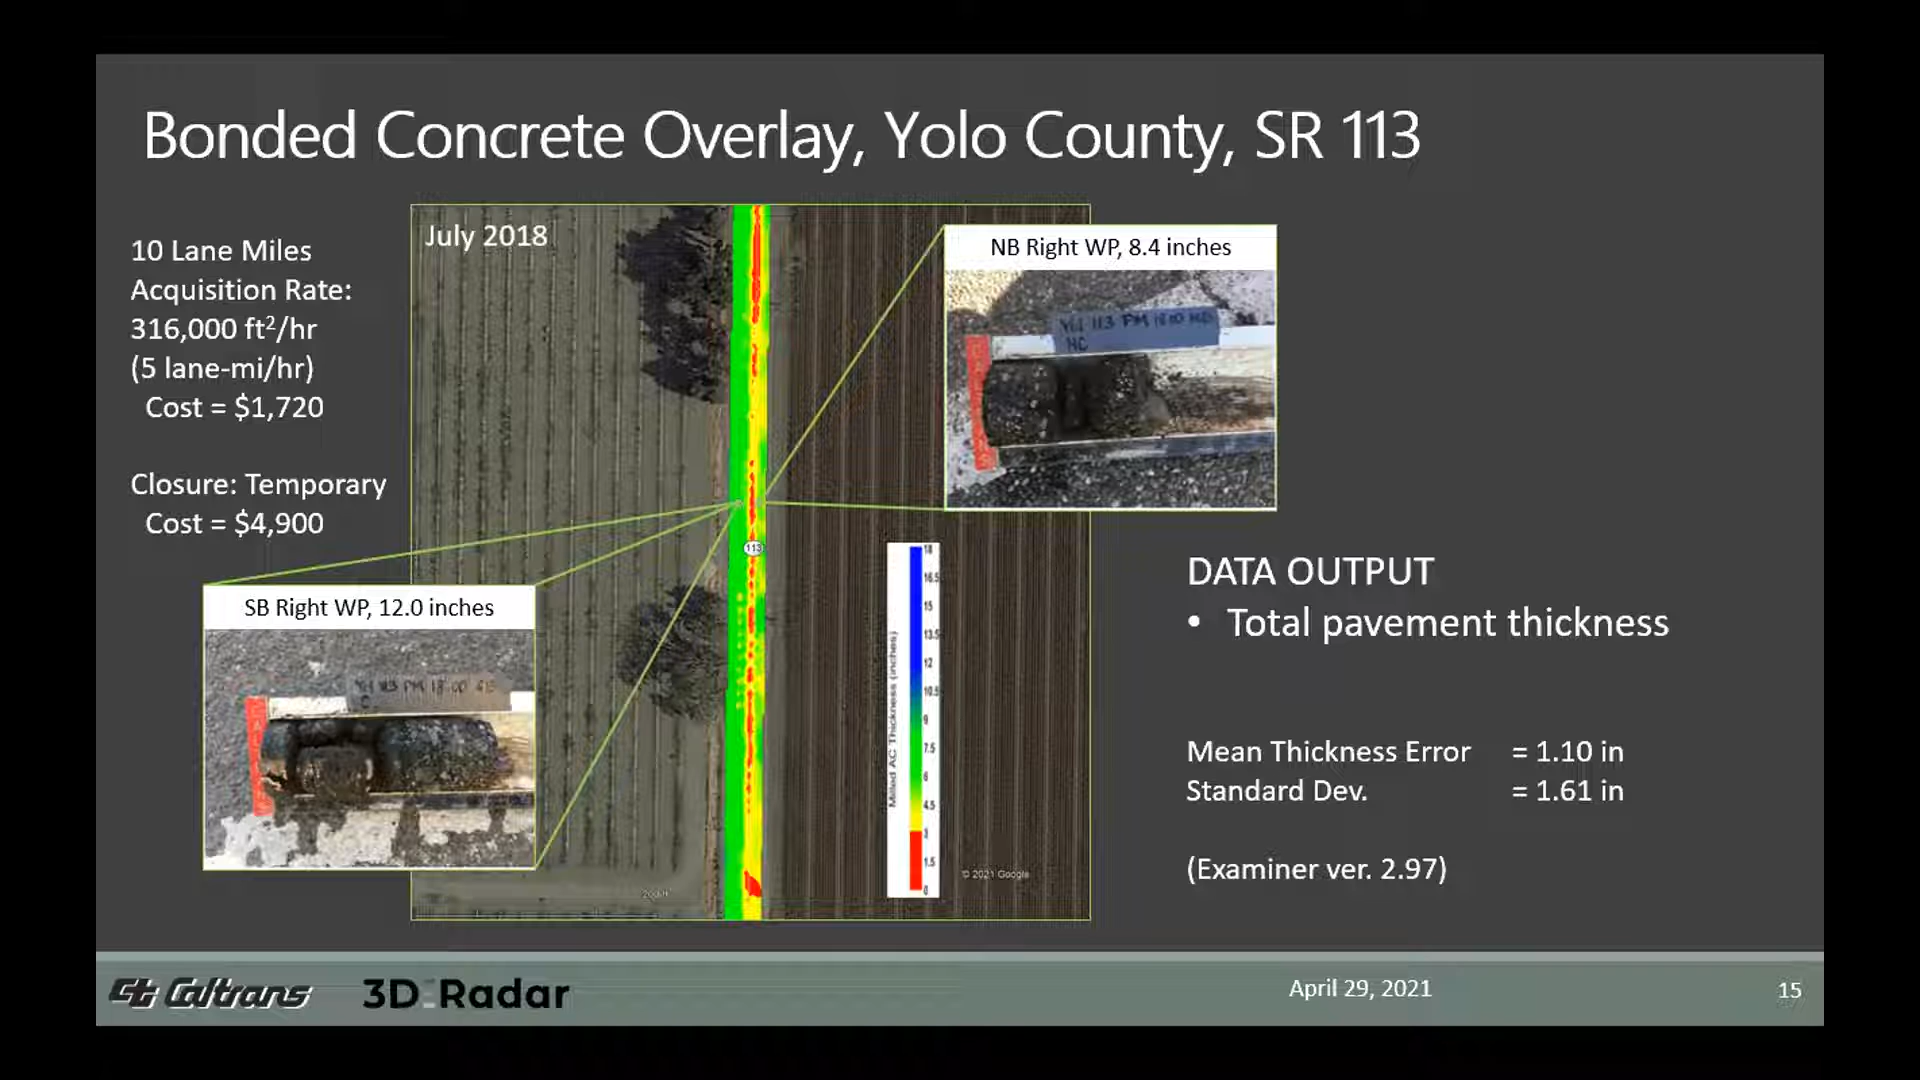 Bonded Concrete Overlay, Yolo County, SR 113
10 Lane Miles
Acquisition Rate:
316,000 ft²/hr
(5 lane-mi/hr)
Cost = $1,720
Closure: Temporary
Cost = $4,900
July 2018
NB Right WP, 8.4 inches
SB Right WP, 12.0 inches
113
Milled AC Thickness (inches)
18
16.5
15
13.5
12
10.5
9
7.5
6
4.5
3
1.5
0
© 2021 Google
DATA OUTPUT
• Total pavement thickness
Mean Thickness Error = 1.10 in
Standard Dev. = 1.61 in
(Examiner ver. 2.97)
Caltrans
3D-Radar
April 29, 2021
15